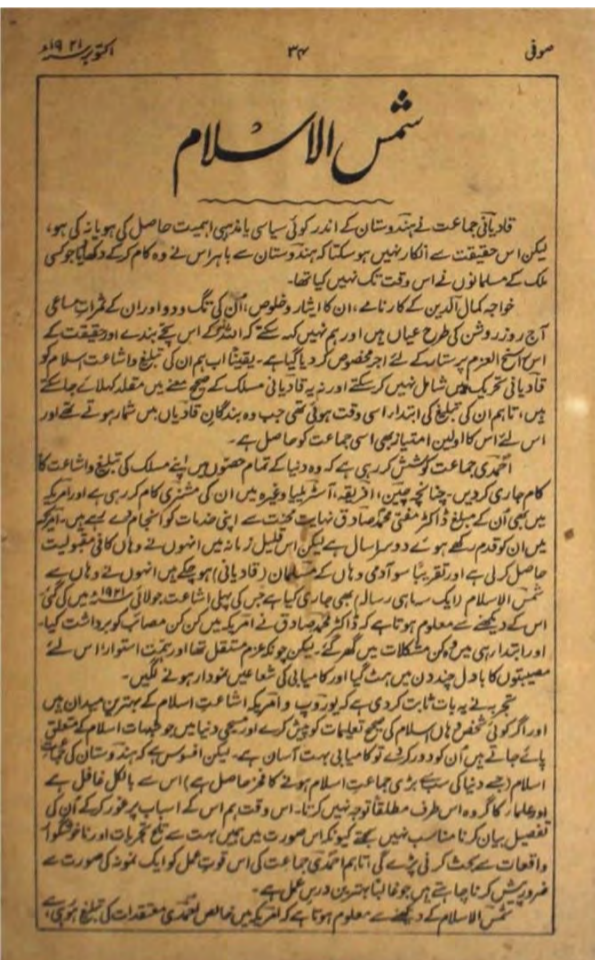 صوفی
۳۴
اکتوبر سنہ ۱۹۲۱ء
شمس الاسلام
قادیانی جماعت نے ہندوستان کے اندر کوئی سیاسی یا مذہبی اہمیت حاصل کی ہو یا نہ کی ہو،
لیکن اس حقیقت سے انکار نہیں ہو سکتا کہ ہندوستان سے باہر اس نے وہ کام کر کے دکھلایا جو کسی
ملک کے مسلمانوں نے اس وقت تک نہیں کیا تھا۔
خواجہ کمال الدین کے کارنامے، ان کا ایثار و خلوص، اُن کی تگ و دو اور ان کے ثمراتِ مساعی
آج روز روشن کی طرح عیاں ہیں اور ہم نہیں کہہ سکتے کہ اللہ کے اس سچے بندے اور حقیقت کے
اس راسخ العزم پرستار کے لئے اجر مخصوص کر دیا گیا ہے۔ یقیناً اب ہم ان کی تبلیغ و اشاعت اسلام کو
قادیانی تحریک میں شامل نہیں کر سکتے اور نہ یہ قادیانی مسلک کے صحیح معنے میں مقلد کہلائے جا سکتے
ہیں، تاہم ان کی تبلیغ کی ابتدا اسی وقت ہوئی تھی جب وہ بندگانِ قادیاں میں شمار ہوتے تھے اور
اس لئے اس کا اولین امتیاز بھی اسی جماعت کو حاصل ہے۔
احمدی جماعت کوشش کر رہی ہے کہ وہ دنیا کے تمام حصوں میں اپنے مسلک کی تبلیغ و اشاعت کا
کام جاری کر دیں۔ چنانچہ چین، افریقہ، آسٹریلیا وغیرہ میں ان کی مشنری کام کر رہی ہے اور امریکہ
میں بھی اُن کے مبلغ ڈاکٹر مفتی محمد صادق نہایت محنت سے اپنی خدمات کو انجام دے رہے ہیں۔ امریکہ
میں ان کو قدم رکھے ہوئے دوسرا سال ہے لیکن اس قلیل زمانہ میں انہوں نے وہاں کافی مقبولیت
حاصل کر لی ہے اور تقریباً سو آدمی وہاں کے مسلمان (قادیانی) ہو چکے ہیں انہوں نے وہاں سے
شمس الاسلام (ایک سہ ماہی رسالہ) بھی جاری کیا ہے جس کی پہلی اشاعت جولائی سنہ ۱۹۲۱ء میں کی گئی
اس کے دیکھنے سے معلوم ہوتا ہے کہ ڈاکٹر محمد صادق نے امریکہ میں کن کن مصائب کو برداشت کیا۔
اور ابتدا ہی میں وہ کن مشکلات میں گھر گئے۔ لیکن چونکہ عزم مستقل تھا اور ہمت استوار، اس لئے
مصیبتوں کا بادل چند دن میں ہٹ گیا اور کامیابی کی شعاعیں نمودار ہونے لگیں۔
تجربے نے یہ بات ثابت کر دی ہے کہ یوروپ و امریکہ اشاعتِ اسلام کے بہترین میدان ہیں
اور اگر کوئی شخص وہاں اسلام کی صحیح تعلیمات کو پیش کرے اور مسیحی دنیا میں جو شبہات اسلام کے متعلق
پائے جاتے ہیں اُن کو دور کر دے تو کامیابی بہت آسان ہے۔ لیکن افسوس ہے کہ ہندوستان کی جماعت
اسلام (جسے دنیا کی سب سے بڑی جماعتِ اسلام ہونے کا فخر حاصل ہے) اس سے بالکل غافل ہے
اور علماء کا گروہ اس طرف مطلقاً توجہ نہیں کرتا۔ اس وقت ہم اس کے اسباب پر غور کر کے اُن کی
تفصیل بیان کرنا مناسب نہیں سمجھتے کیونکہ اس صورت میں ہمیں بہت سے تلخ تجربات اور ناخوشگوار
واقعات سے بحث کرنی پڑے گی تاہم احمدی جماعت کی اس قوت عمل کو ایک نمونہ کی صورت سے
ضرور پیش کرنا چاہتے ہیں جو غالباً بہترین درسِ عمل ہے۔
شمس الاسلام کے دیکھنے سے معلوم ہوتا ہے کہ امریکہ میں خالص احمدی معتقدات کی تبلیغ ہو رہی ہے